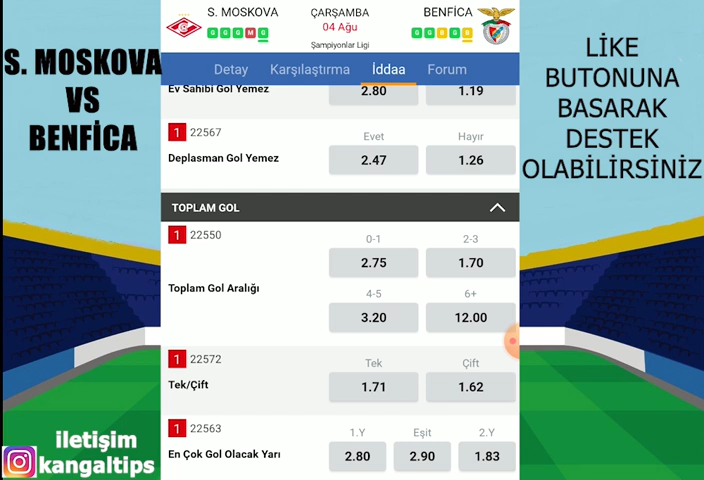 S. MOSKOVA
VS
BENFİCA
S. MOSKOVA
G G G M G
ÇARŞAMBA
04 Ağu
Şampiyonlar Ligi
BENFİCA
G G B G B
Detay Karşılaştırma İddaa Forum
Ev Sahibi Gol Yemez 2.80 1.19
1 22567
Evet Hayır
Deplasman Gol Yemez 2.47 1.26
TOPLAM GOL
1 22550
0-1 2-3
2.75 1.70
Toplam Gol Aralığı
4-5 6+
3.20 12.00
1 22572
Tek Çift
Tek/Çift 1.71 1.62
1 22563
1.Y Eşit 2.Y
En Çok Gol Olacak Yarı 2.80 2.90 1.83
LİKE
BUTONUNA
BASARAK
DESTEK
OLABİLİRSİNİZ
iletişim
kangaltips